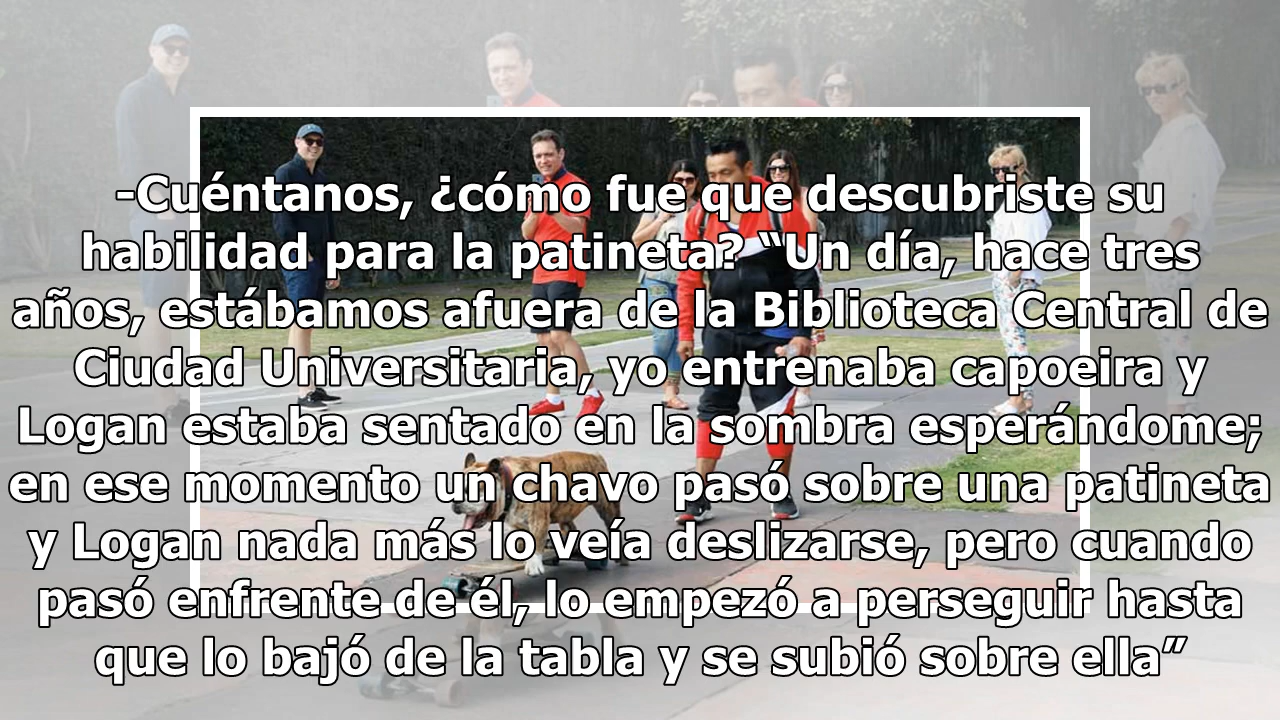 -Cuéntanos, ¿cómo fue que descubriste su
habilidad para la patineta? “Un día, hace tres
años, estábamos afuera de la Biblioteca Central de
Ciudad Universitaria, yo entrenaba capoeira y
Logan estaba sentado en la sombra esperándome;
en ese momento un chavo pasó sobre una patineta
y Logan nada más lo veía deslizarse, pero cuando
pasó enfrente de él, lo empezó a perseguir hasta
que lo bajó de la tabla y se subió sobre ella”